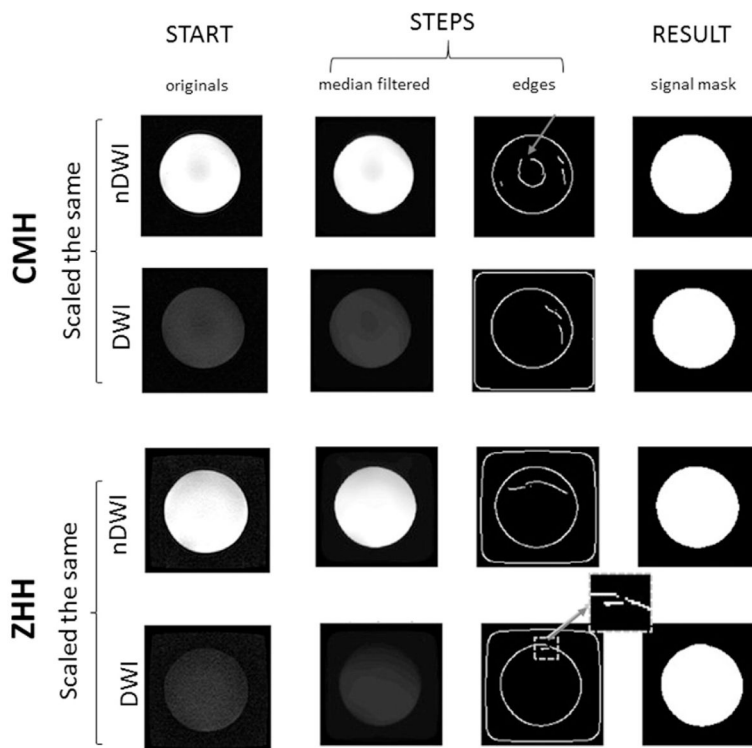 START
STEPS
RESULT
originals
median filtered
edges
signal mask
CMH
Scaled the same
nDWI
DWI
ZHH
Scaled the same
nDWI
DWI